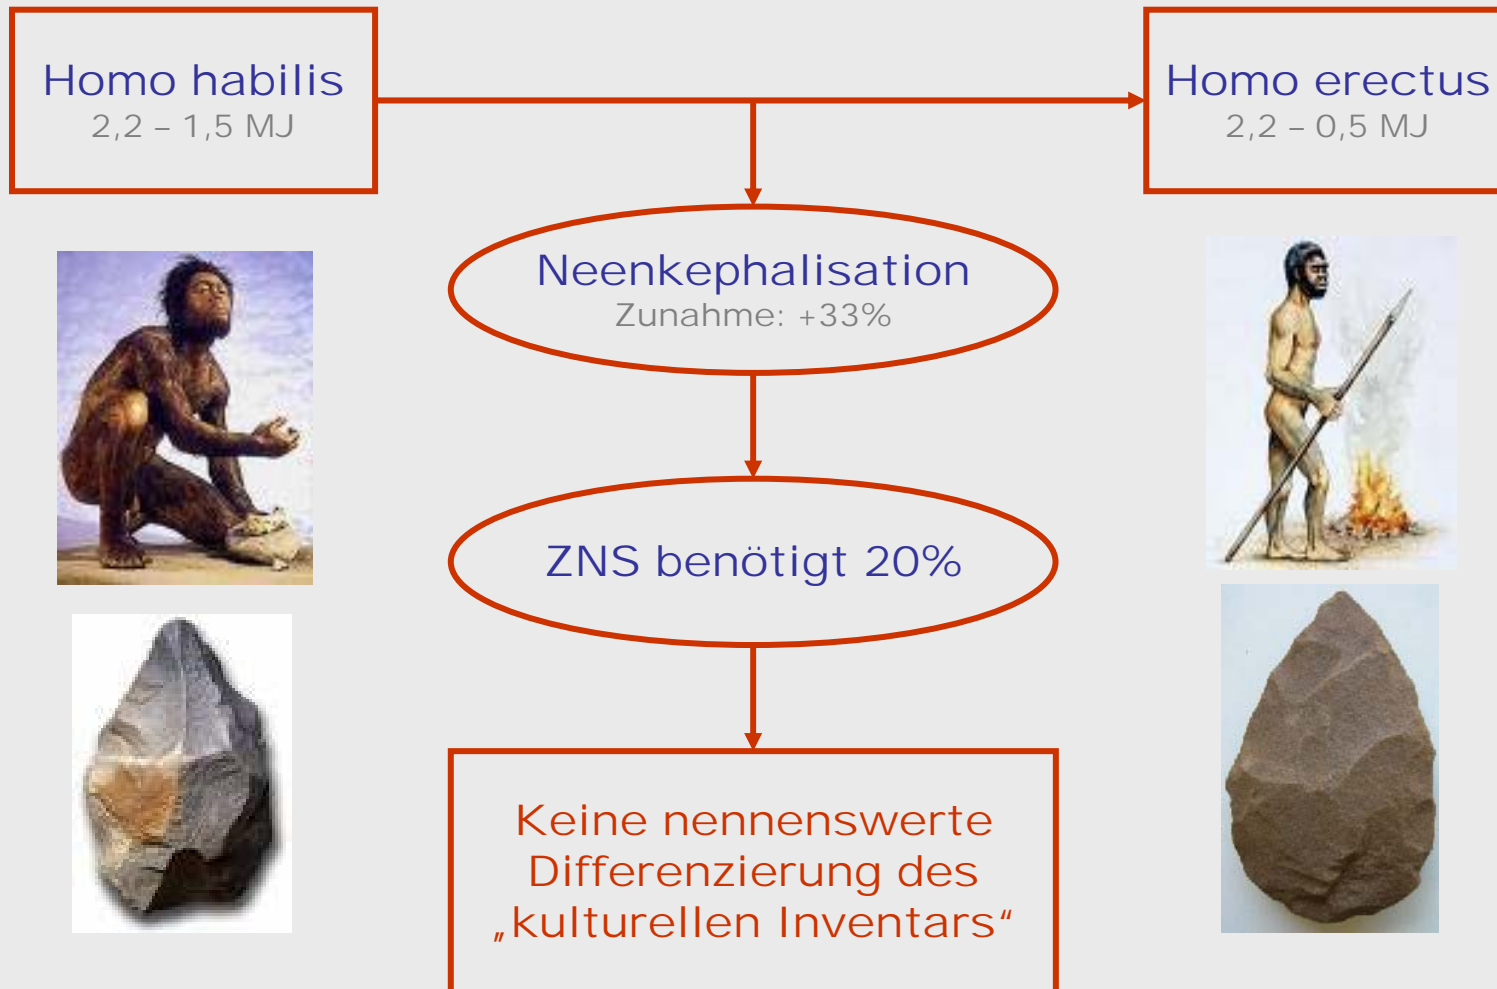 Homo habilis
2,2 – 1,5 MJ
Homo erectus
2,2 – 0,5 MJ
Neenkephalisation
Zunahme: +33%
ZNS benötigt 20%
Keine nennenswerte
Differenzierung des
„kulturellen Inventars“